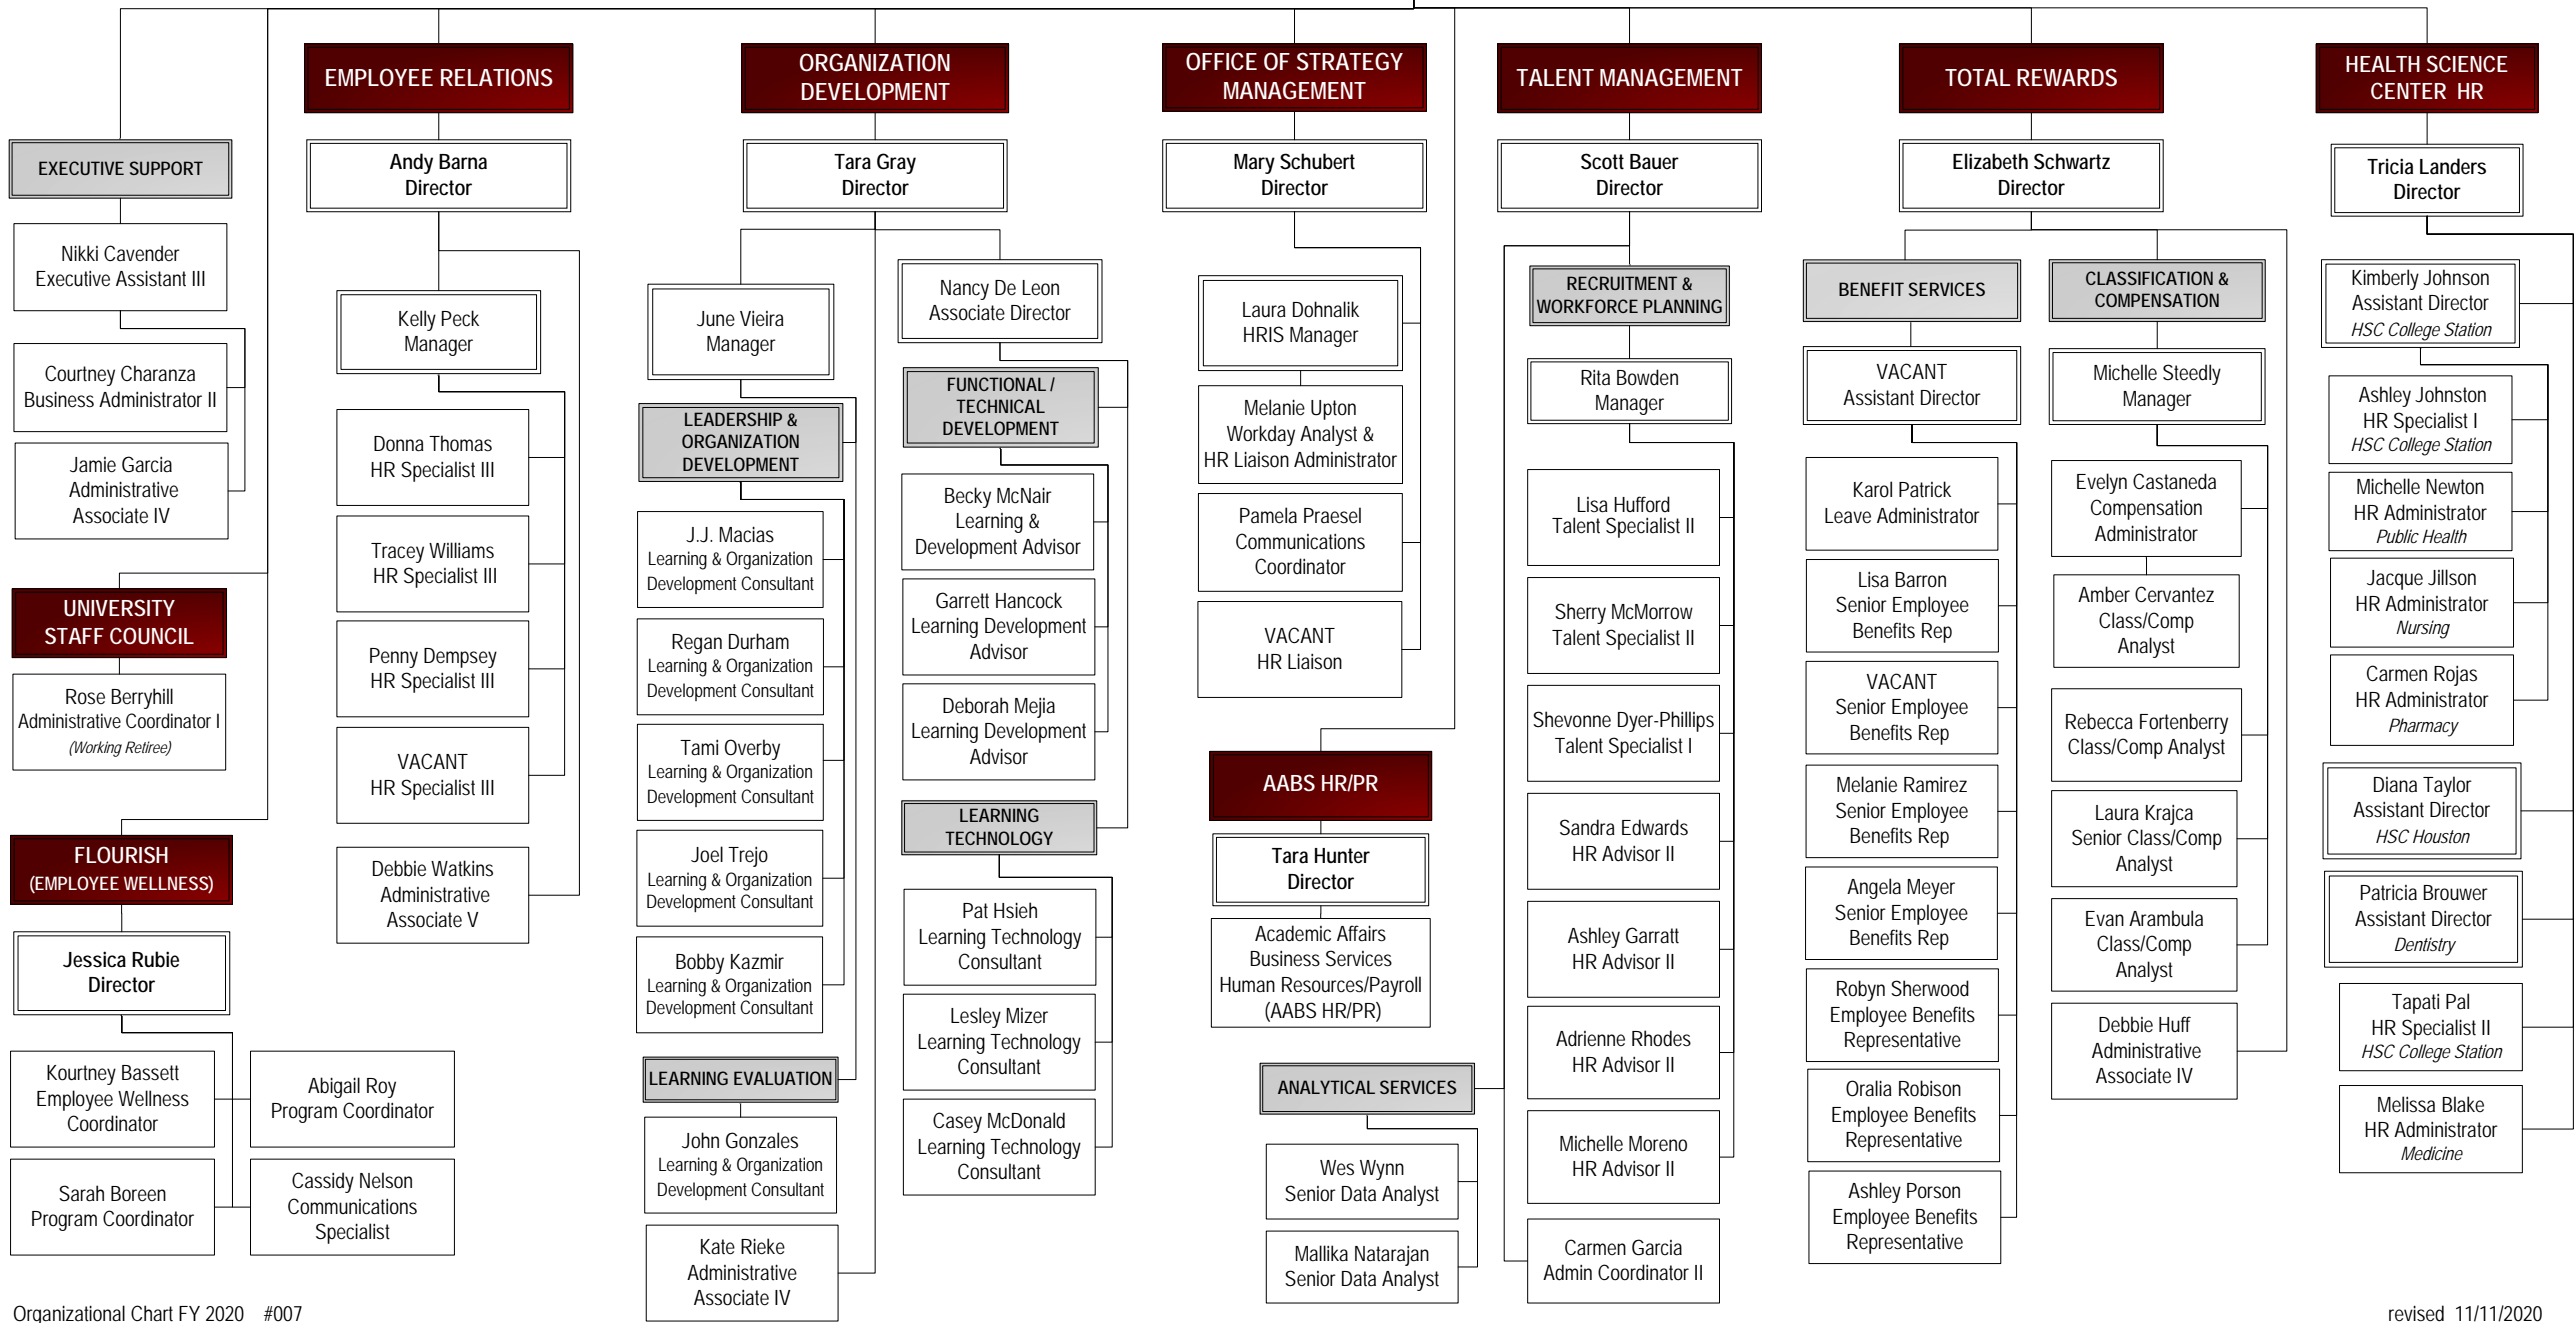 EXECUTIVE SUPPORT
Nikki Cavender
Executive Assistant III
Courtney Charanza
Business Administrator II
Jamie Garcia
Administrative
Associate IV
UNIVERSITY
STAFF COUNCIL
Rose Berryhill
Administrative Coordinator I
(Working Retiree)
FLOURISH
(EMPLOYEE WELLNESS)
Jessica Rubie
Director
Kourtney Bassett
Employee Wellness
Coordinator
Abigail Roy
Program Coordinator
Sarah Boreen
Program Coordinator
Cassidy Nelson
Communications
Specialist
EMPLOYEE RELATIONS
Andy Barna
Director
Kelly Peck
Manager
Donna Thomas
HR Specialist III
Tracey Williams
HR Specialist III
Penny Dempsey
HR Specialist III
VACANT
HR Specialist III
Debbie Watkins
Administrative
Associate V
ORGANIZATION
DEVELOPMENT
Tara Gray
Director
June Vieira
Manager
LEADERSHIP &
ORGANIZATION
DEVELOPMENT
J.J. Macias
Learning & Organization
Development Consultant
Regan Durham
Learning & Organization
Development Consultant
Tami Overby
Learning & Organization
Development Consultant
Joel Trejo
Learning & Organization
Development Consultant
Bobby Kazmir
Learning & Organization
Development Consultant
LEARNING EVALUATION
John Gonzales
Learning & Organization
Development Consultant
Kate Rieke
Administrative
Associate IV
Nancy De Leon
Associate Director
FUNCTIONAL /
TECHNICAL
DEVELOPMENT
Becky McNair
Learning &
Development Advisor
Garrett Hancock
Learning Development
Advisor
Deborah Mejia
Learning Development
Advisor
LEARNING
TECHNOLOGY
Pat Hsieh
Learning Technology
Consultant
Lesley Mizer
Learning Technology
Consultant
Casey McDonald
Learning Technology
Consultant
OFFICE OF STRATEGY
MANAGEMENT
Mary Schubert
Director
Laura Dohnalik
HRIS Manager
Melanie Upton
Workday Analyst &
HR Liaison Administrator
Pamela Praesel
Communications
Coordinator
VACANT
HR Liaison
AABS HR/PR
Tara Hunter
Director
Academic Affairs
Business Services
Human Resources/Payroll
(AABS HR/PR)
TALENT MANAGEMENT
Scott Bauer
Director
RECRUITMENT &
WORKFORCE PLANNING
Rita Bowden
Manager
Lisa Hufford
Talent Specialist II
Sherry McMorrow
Talent Specialist II
Shevonne Dyer-Phillips
Talent Specialist I
Sandra Edwards
HR Advisor II
Ashley Garratt
HR Advisor II
Adrienne Rhodes
HR Advisor II
Michelle Moreno
HR Advisor II
Carmen Garcia
Admin Coordinator II
ANALYTICAL SERVICES
Wes Wynn
Senior Data Analyst
Mallika Natarajan
Senior Data Analyst
TOTAL REWARDS
Elizabeth Schwartz
Director
BENEFIT SERVICES
VACANT
Assistant Director
Karol Patrick
Leave Administrator
Lisa Barron
Senior Employee
Benefits Rep
VACANT
Senior Employee
Benefits Rep
Melanie Ramirez
Senior Employee
Benefits Rep
Angela Meyer
Senior Employee
Benefits Rep
Robyn Sherwood
Employee Benefits
Representative
Oralia Robison
Employee Benefits
Representative
Ashley Porson
Employee Benefits
Representative
CLASSIFICATION &
COMPENSATION
Michelle Steedly
Manager
Evelyn Castaneda
Compensation
Administrator
Amber Cervantez
Class/Comp
Analyst
Rebecca Fortenberry
Class/Comp Analyst
Laura Krajca
Senior Class/Comp
Analyst
Evan Arambula
Class/Comp
Analyst
Debbie Huff
Administrative
Associate IV
HEALTH SCIENCE
CENTER HR
Tricia Landers
Director
Kimberly Johnson
Assistant Director
HSC College Station
Ashley Johnston
HR Specialist I
HSC College Station
Michelle Newton
HR Administrator
Public Health
Jacque Jillson
HR Administrator
Nursing
Carmen Rojas
HR Administrator
Pharmacy
Diana Taylor
Assistant Director
HSC Houston
Patricia Brouwer
Assistant Director
Dentistry
Tapati Pal
HR Specialist II
HSC College Station
Melissa Blake
HR Administrator
Medicine
Organizational Chart FY 2020 #007
revised 11/11/2020